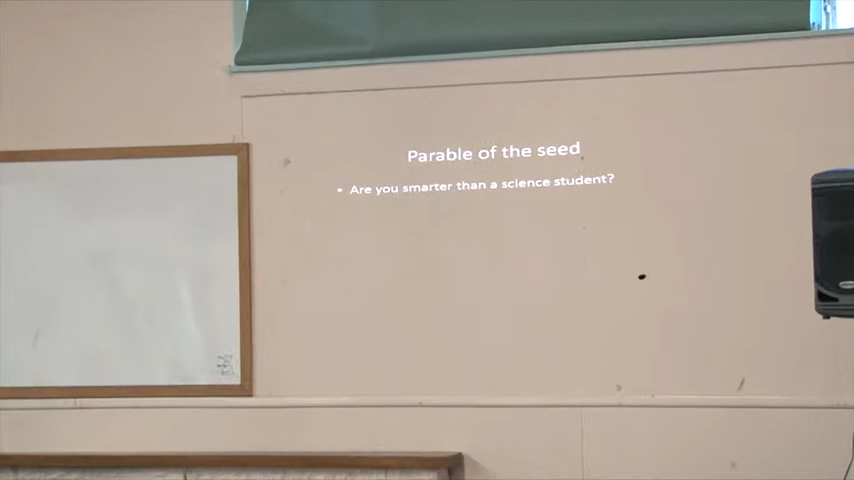 Parable of the seed
• Are you smarter than a science student?